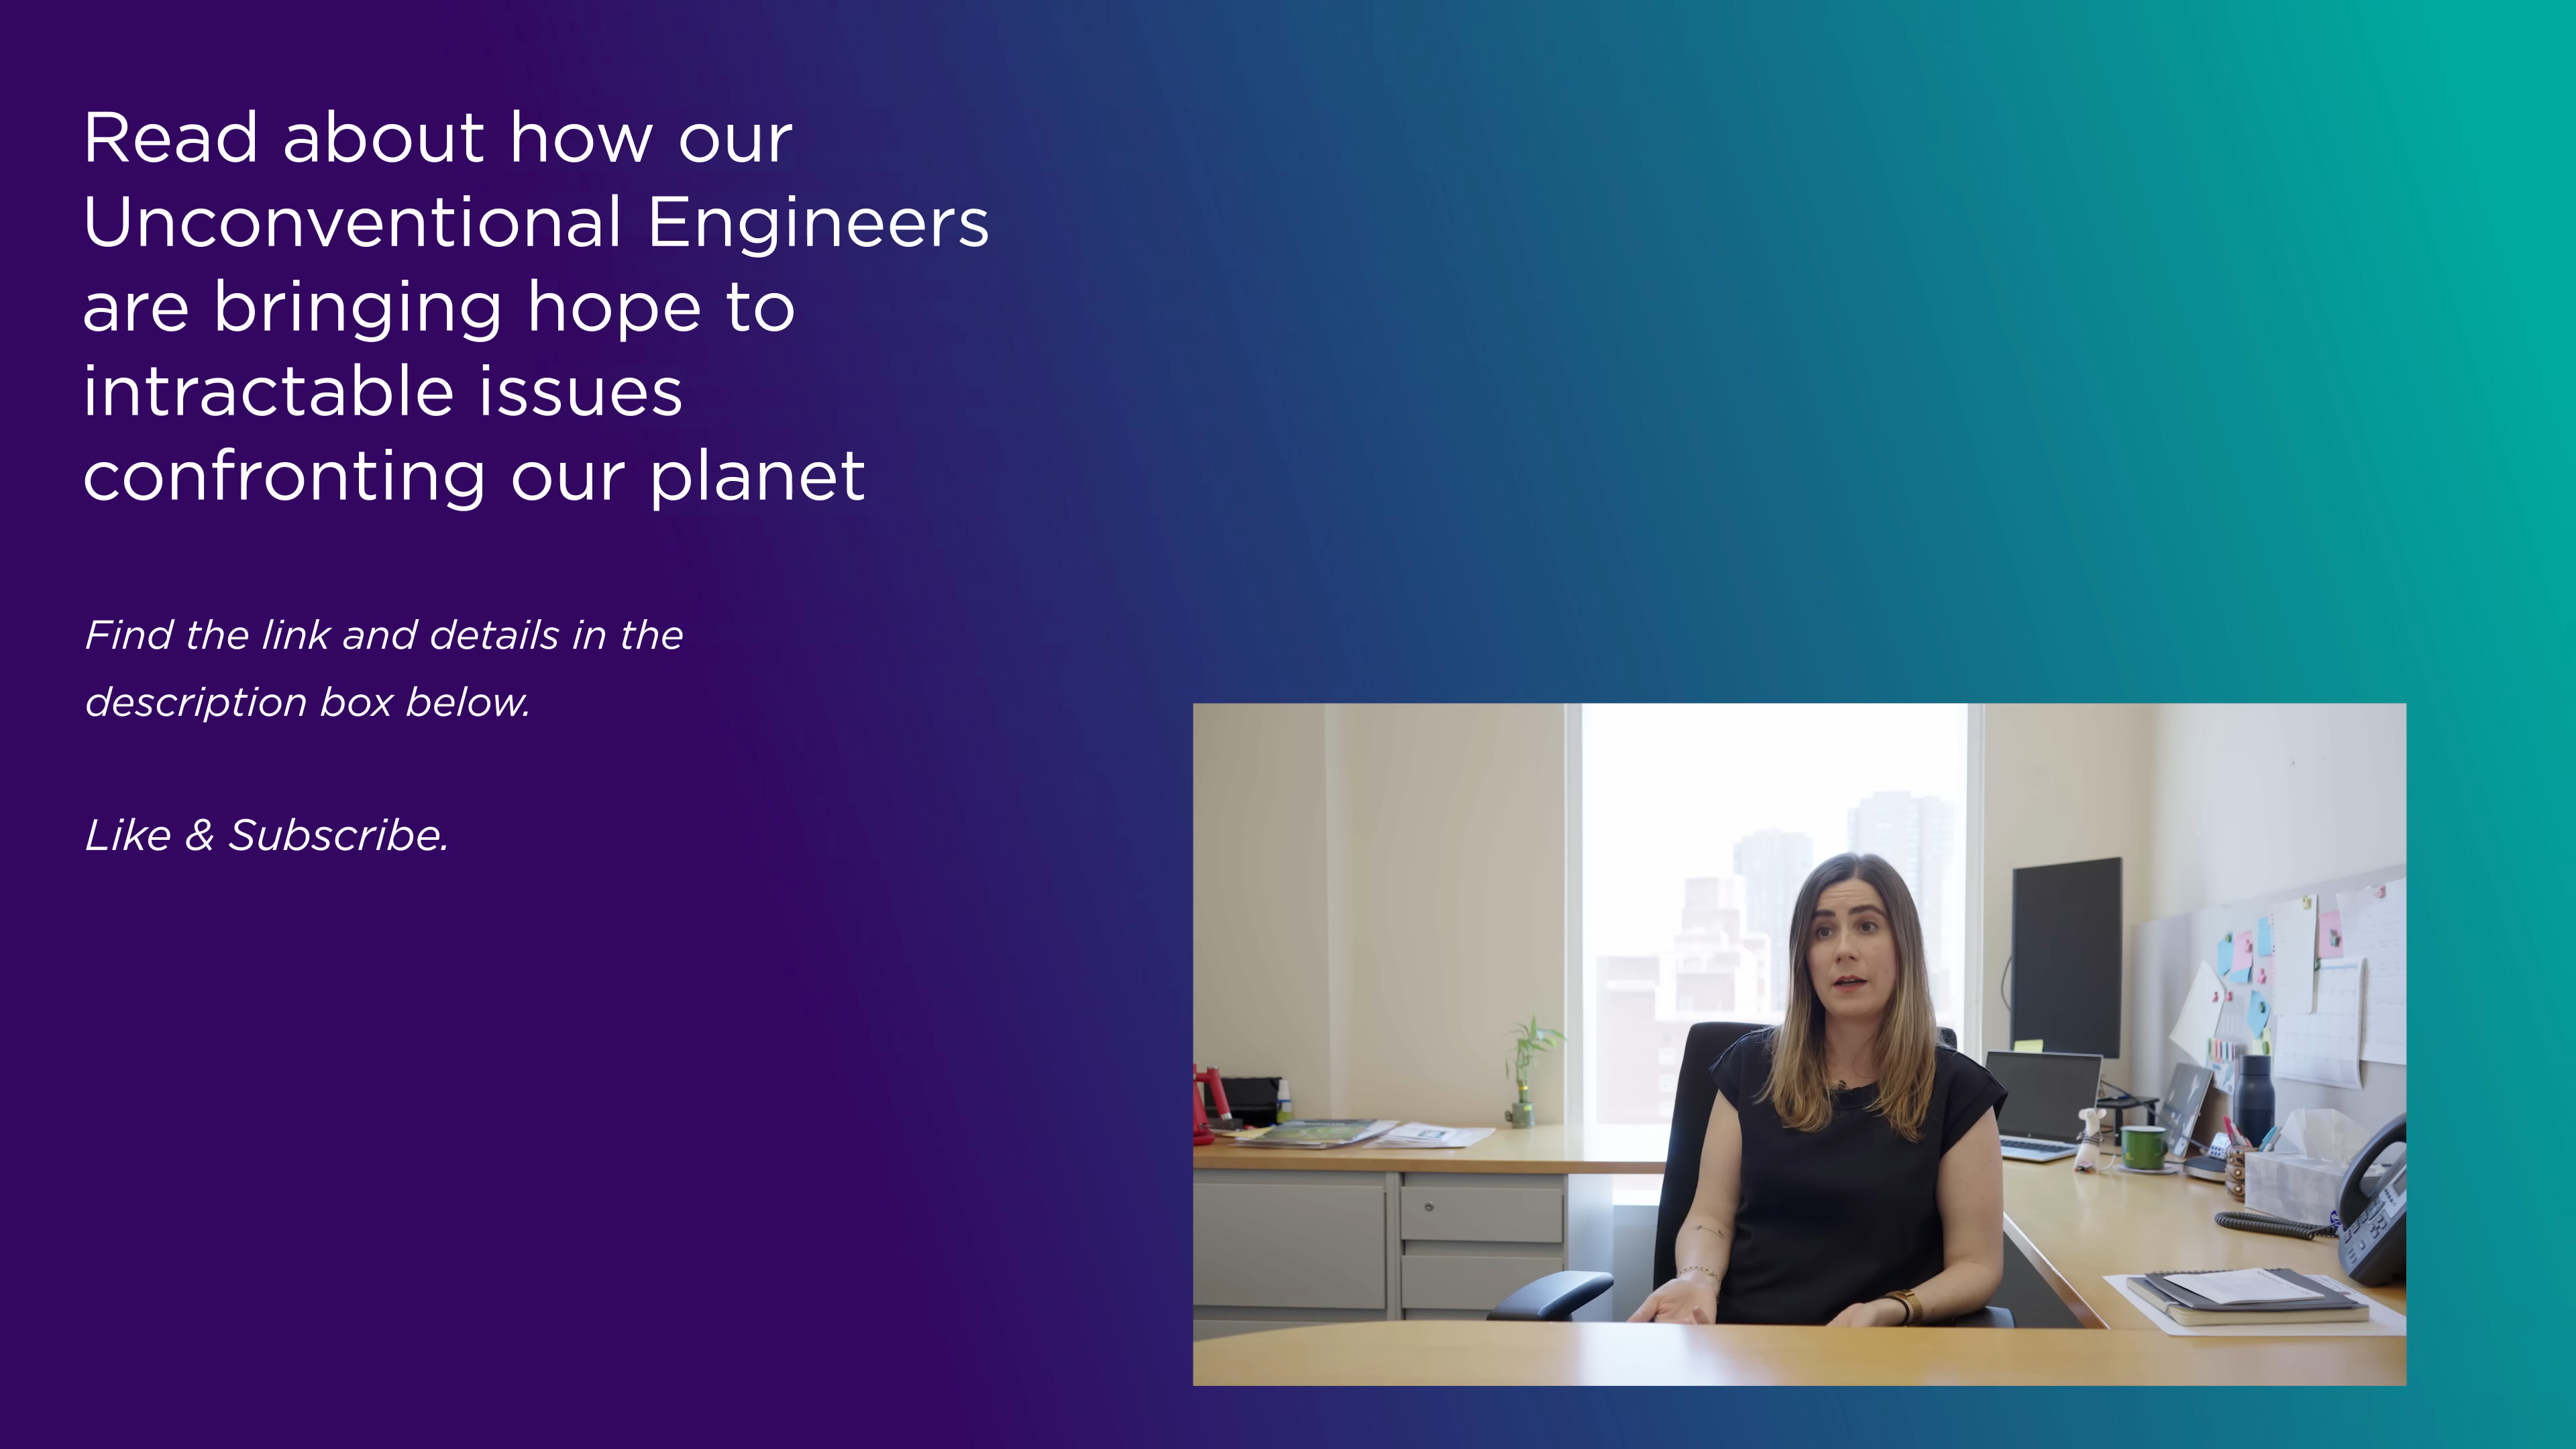 Read about how our
Unconventional Engineers
are bringing hope to
intractable issues
confronting our planet
Find the link and details in the
description box below.
Like & Subscribe.